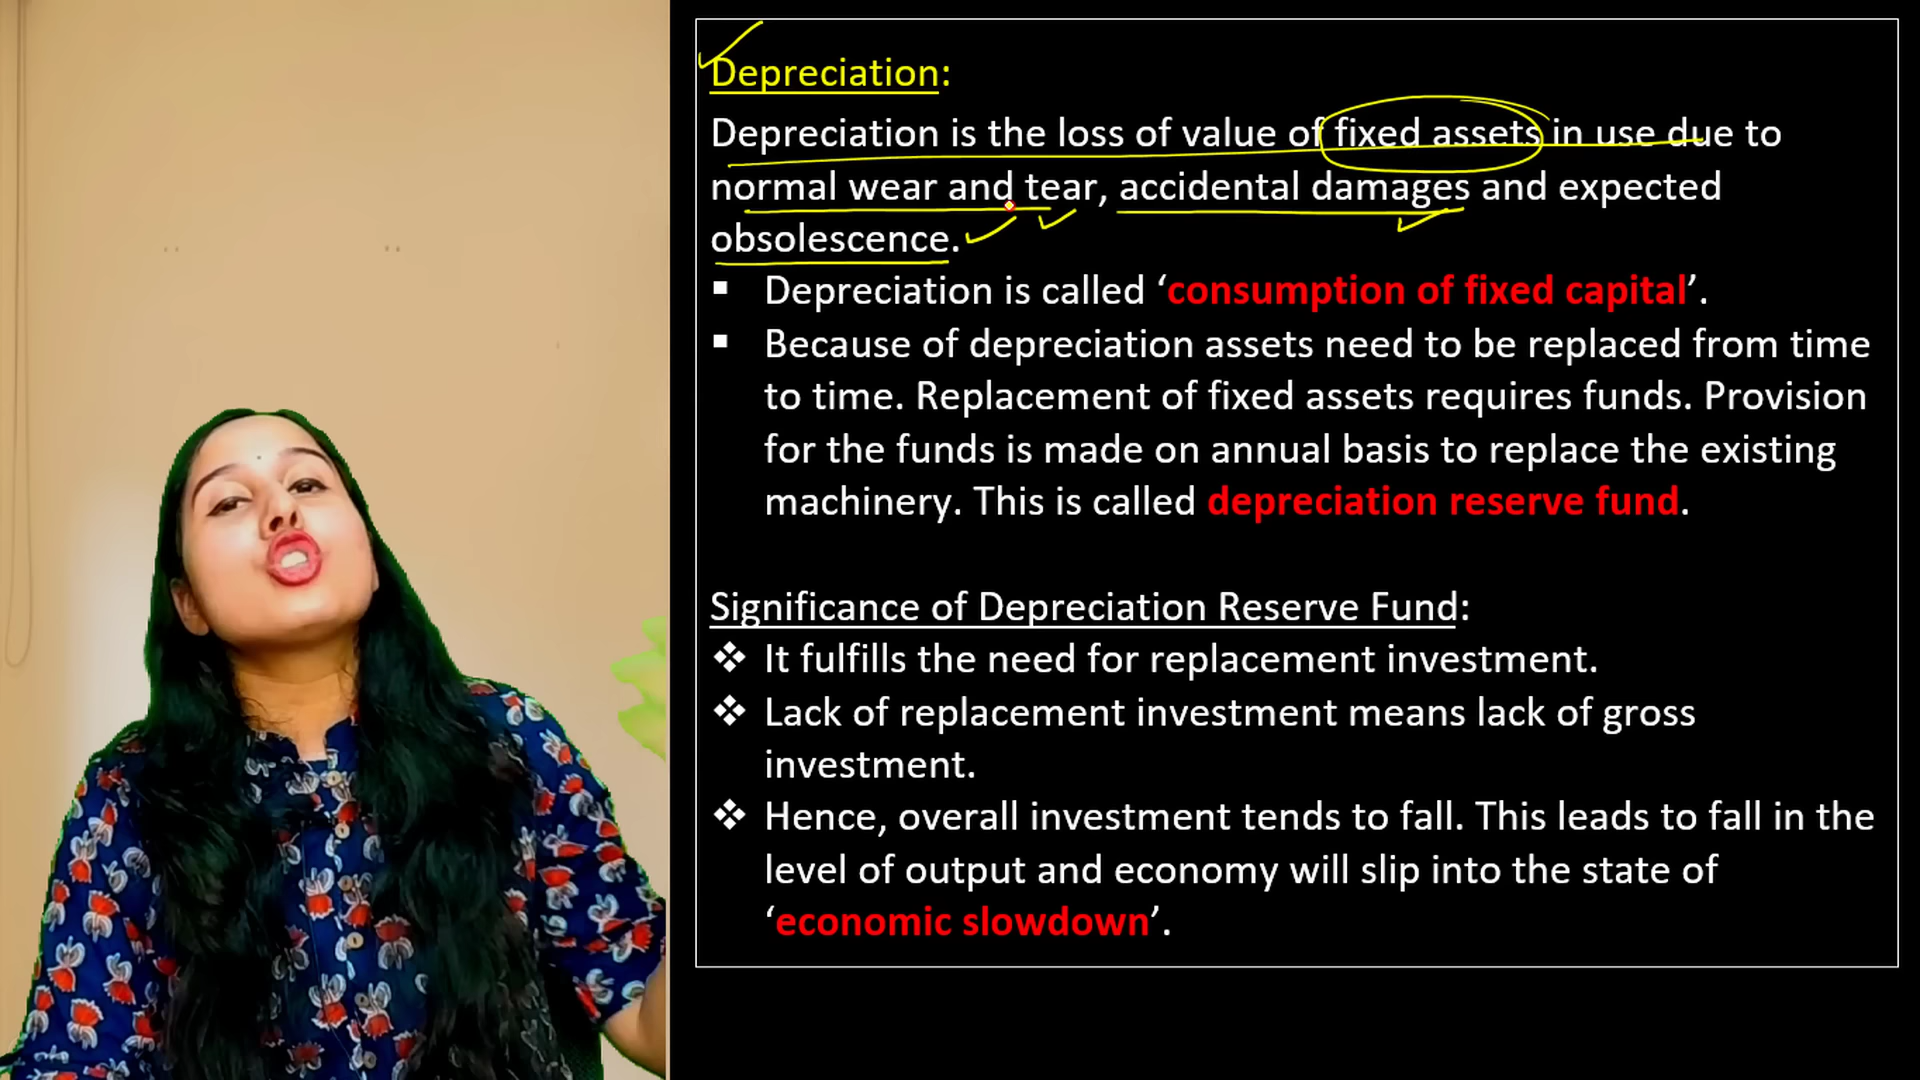 Depreciation:
Depreciation is the loss of value of fixed assets in use due to
normal wear and tear, accidental damages and expected
obsolescence.
▪ Depreciation is called ‘consumption of fixed capital’.
▪ Because of depreciation assets need to be replaced from time
to time. Replacement of fixed assets requires funds. Provision
for the funds is made on annual basis to replace the existing
machinery. This is called depreciation reserve fund.
Significance of Depreciation Reserve Fund:
❖ It fulfills the need for replacement investment.
❖ Lack of replacement investment means lack of gross
investment.
❖ Hence, overall investment tends to fall. This leads to fall in the
level of output and economy will slip into the state of
‘economic slowdown’.